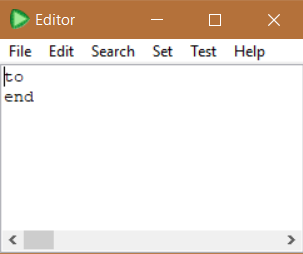 Editor
File Edit Search Set Test Help
to
end